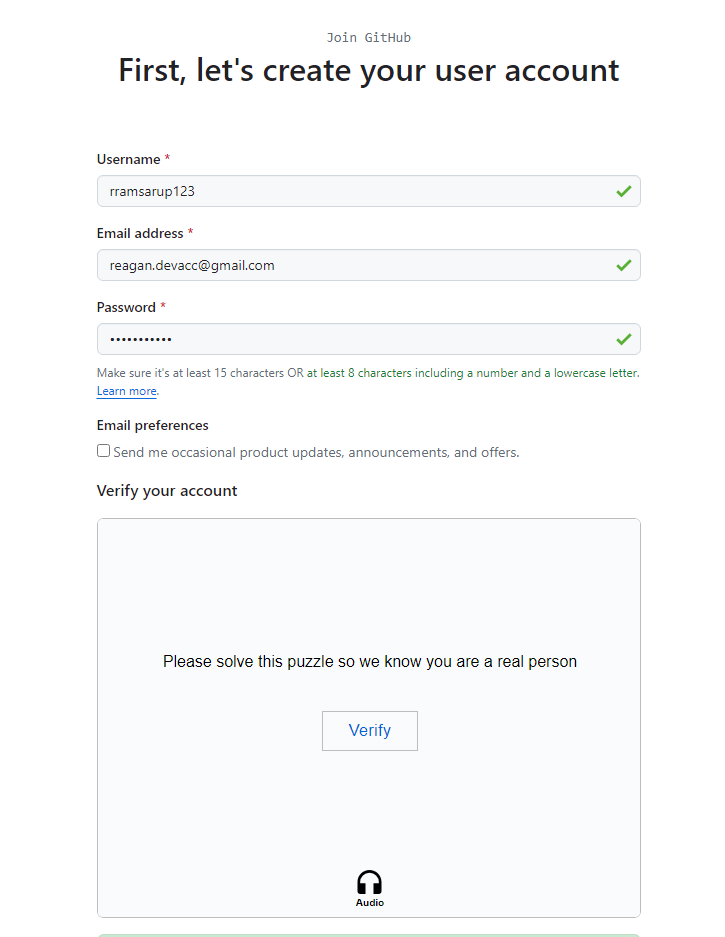 Join GitHub
First, let's create your user account
Username *
rramsarup123
Email address *
reagan.devacc@gmail.com
Password *
•••••••••••
Make sure it's at least 15 characters OR at least 8 characters including a number and a lowercase letter.
Learn more.
Email preferences
Send me occasional product updates, announcements, and offers.
Verify your account
Please solve this puzzle so we know you are a real person
Verify
Audio